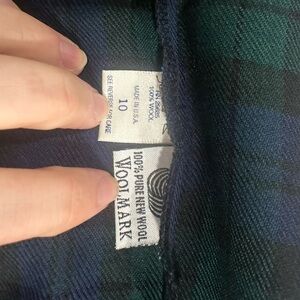 100% WOOL
MADE IN U.S.A.
10
SEE REVERSE FOR CARE
100% PURE NEW WOOL
WOOLMARK